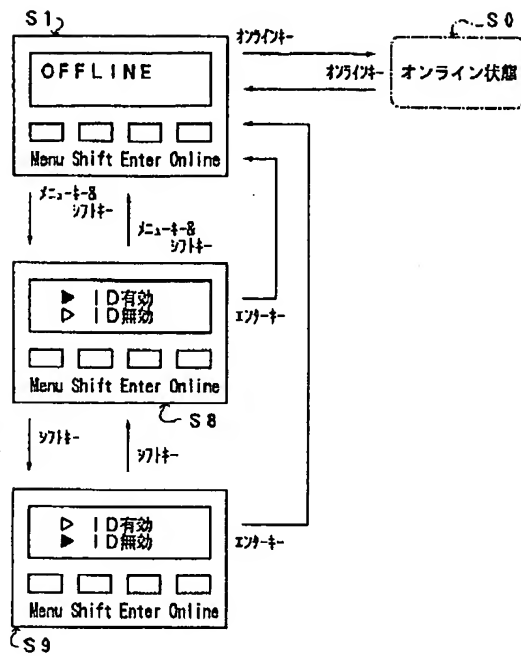 S1
S0
OFFLINE
オンラインキー
オンラインキー
オンライン状態
Menu Shift Enter Online
メニューキー&
シフトキー
メニューキー&
シフトキー
▶ ID有効
▷ ID無効
エンターキー
Menu Shift Enter Online
S8
シフトキー
シフトキー
▷ ID有効
▶ ID無効
エンターキー
Menu Shift Enter Online
S9